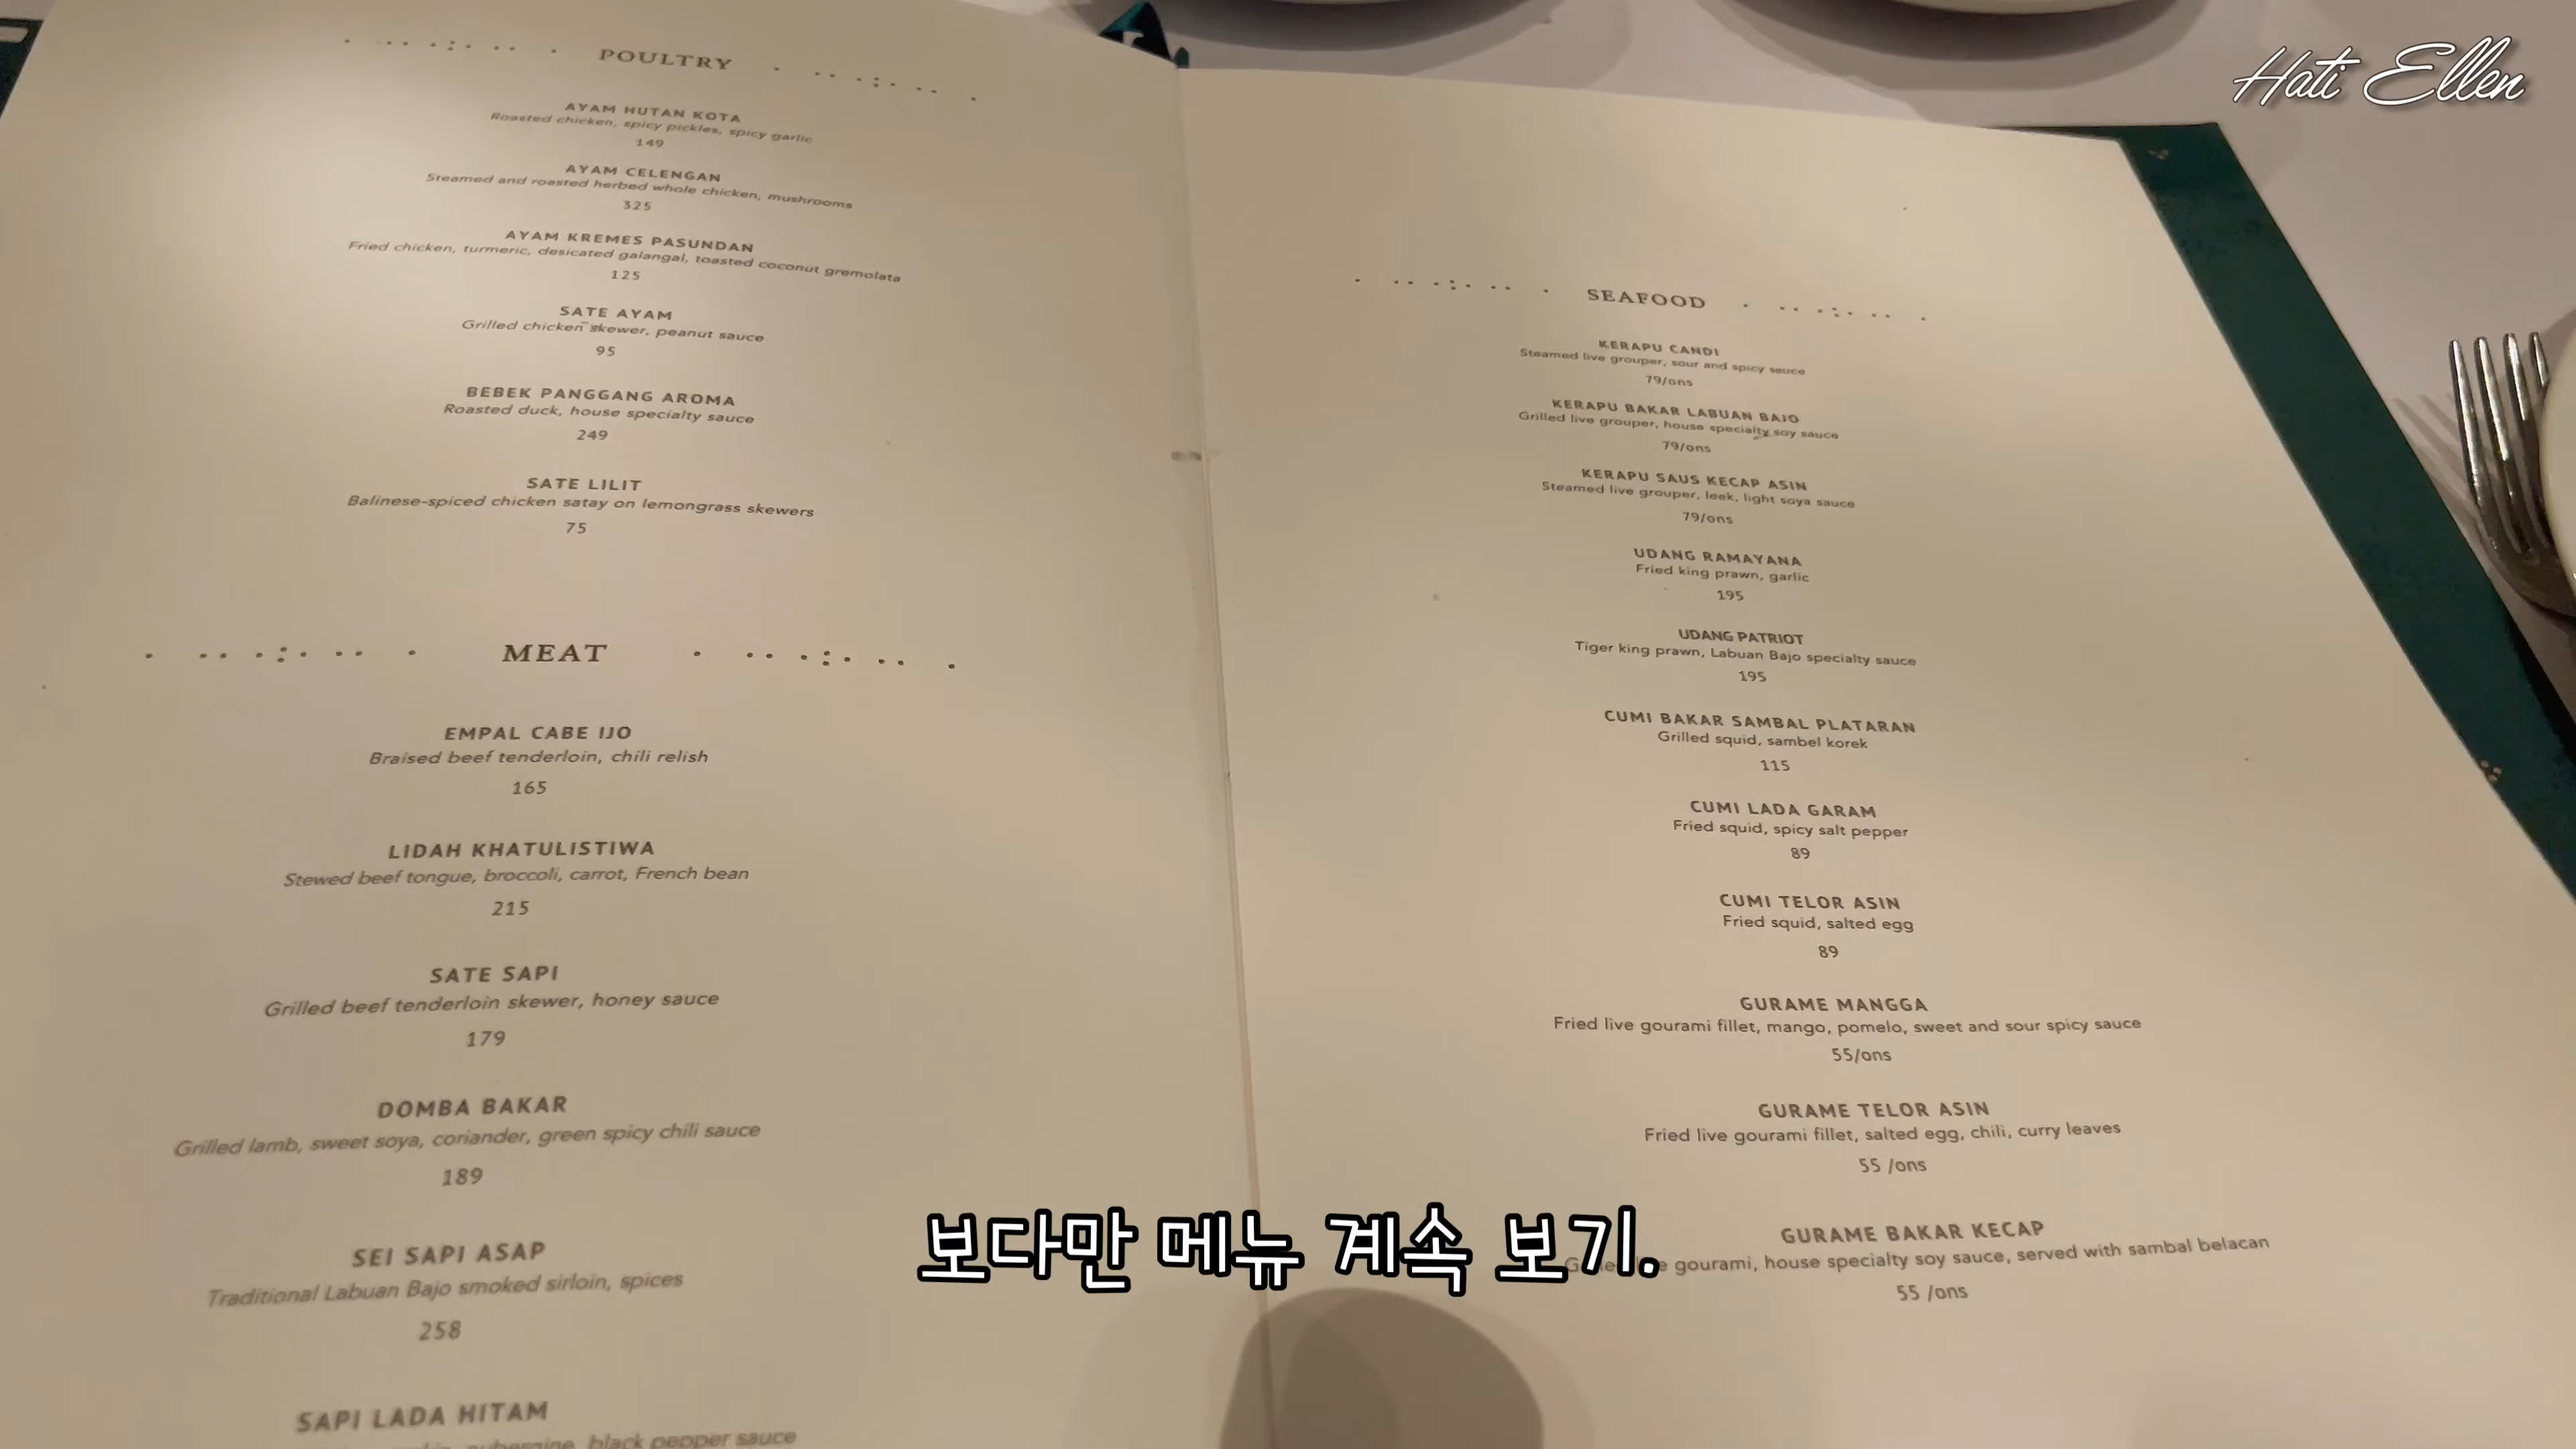 Hati Ellen
POULTRY
AYAM HUTAN KOTA
Roasted chicken, spicy pickles, spicy garlic
149
AYAM CELENGAN
Steamed and roasted herbed whole chicken, mushrooms
325
AYAM KREMES PASUNDAN
Fried chicken, turmeric, desicated galangal, toasted coconut gremolata
125
SATE AYAM
Grilled chicken skewer, peanut sauce
95
BEBEK PANGGANG AROMA
Roasted duck, house specialty sauce
249
SATE LILIT
Balinese-spiced chicken satay on lemongrass skewers
75
MEAT
EMPAL CABE IJO
Braised beef tenderloin, chili relish
165
LIDAH KHATULISTIWA
Stewed beef tongue, broccoli, carrot, French bean
215
SATE SAPI
Grilled beef tenderloin skewer, honey sauce
179
DOMBA BAKAR
Grilled lamb, sweet soya, coriander, green spicy chili sauce
189
SEI SAPI ASAP
Traditional Labuan Bajo smoked sirloin, spices
258
SAPI LADA HITAM
black pepper sauce
SEAFOOD
KERAPU CANDI
Steamed live grouper, sour and spicy sauce
79/ons
KERAPU BAKAR LABUAN BAJO
Grilled live grouper, house specialty soy sauce
79/ons
KERAPU SAUS KECAP ASIN
Steamed live grouper, leek, light soya sauce
79/ons
UDANG RAMAYANA
Fried king prawn, garlic
195
UDANG PATRIOT
Tiger king prawn, Labuan Bajo specialty sauce
195
CUMI BAKAR SAMBAL PLATARAN
Grilled squid, sambel korek
115
CUMI LADA GARAM
Fried squid, spicy salt pepper
89
CUMI TELOR ASIN
Fried squid, salted egg
89
GURAME MANGGA
Fried live gourami fillet, mango, pomelo, sweet and sour spicy sauce
55/ons
GURAME TELOR ASIN
Fried live gourami fillet, salted egg, chili, curry leaves
55 /ons
GURAME BAKAR KECAP
gourami, house specialty soy sauce, served with sambal belacan
55 /ons
보다만 메뉴 계속 보기.